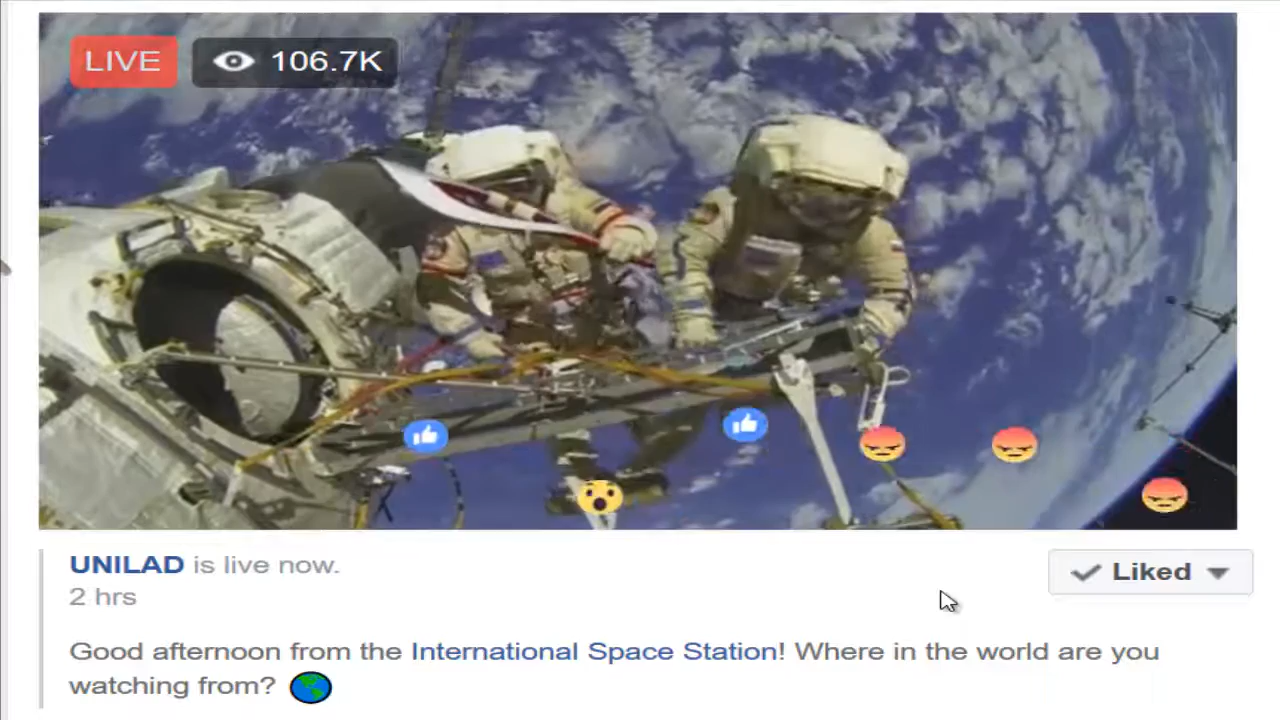 LIVE 106.7K
UNILAD is live now.
2 hrs
Liked
Good afternoon from the International Space Station! Where in the world are you
watching from?